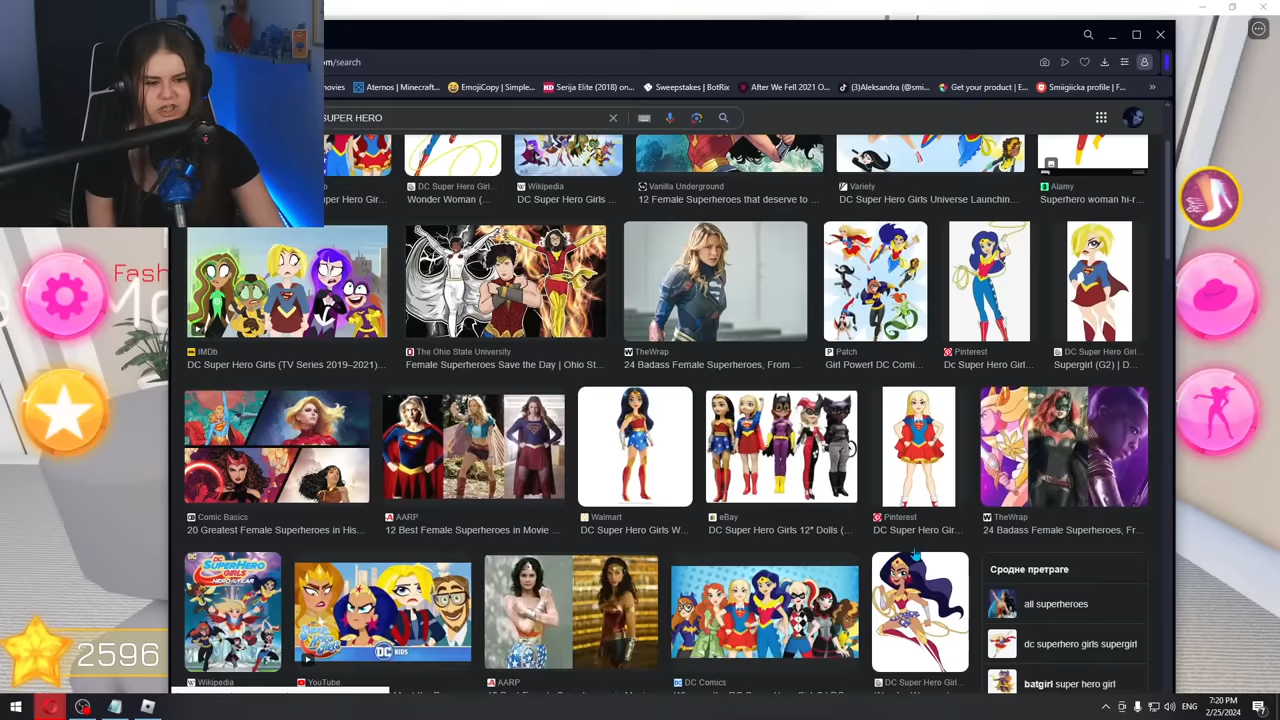 om/search
movies
Aternos | Minecraft...
EmojiCopy | Simple...
HD Serija Elite (2018) on...
Sweepstakes | BotRix
After We Fell 2021 O...
(3)Aleksandra (@smi...
Get your product | E...
Smiigiicka profile | F...
SUPER HERO
DC Super Hero Girl...
Wikipedia
Vanilla Underground
Variety
Alamy
Wonder Woman (...
DC Super Hero Girls ...
12 Female Superheroes that deserve to ...
DC Super Hero Girls Universe Launchin...
Superhero woman hi-r...
Fash
IMDb
The Ohio State University
TheWrap
Patch
Pinterest
DC Super Hero Girl...
DC Super Hero Girls (TV Series 2019–2021)...
Female Superheroes Save the Day | Ohio St...
24 Badass Female Superheroes, From ...
Girl Powerl DC Comi...
Dc Super Hero Girl...
Supergirl (G2) | D...
Comic Basics
AARP
Walmart
eBay
Pinterest
TheWrap
20 Greatest Female Superheroes in His...
12 Best Female Superheroes in Movie ...
DC Super Hero Girls W...
DC Super Hero Girls 12" Dolls (...
DC Super Hero Gir...
24 Badass Female Superheroes, Fr...
DC
SUPERHERO
GIRLS
DC KIDS
Сродне претраге
all superheroes
dc superhero girls supergirl
batgirl super hero girl
Wikipedia
YouTube
AARP
DC Comics
DC Super Hero Girl...
2596
ENG
7:20 PM
2/25/2024